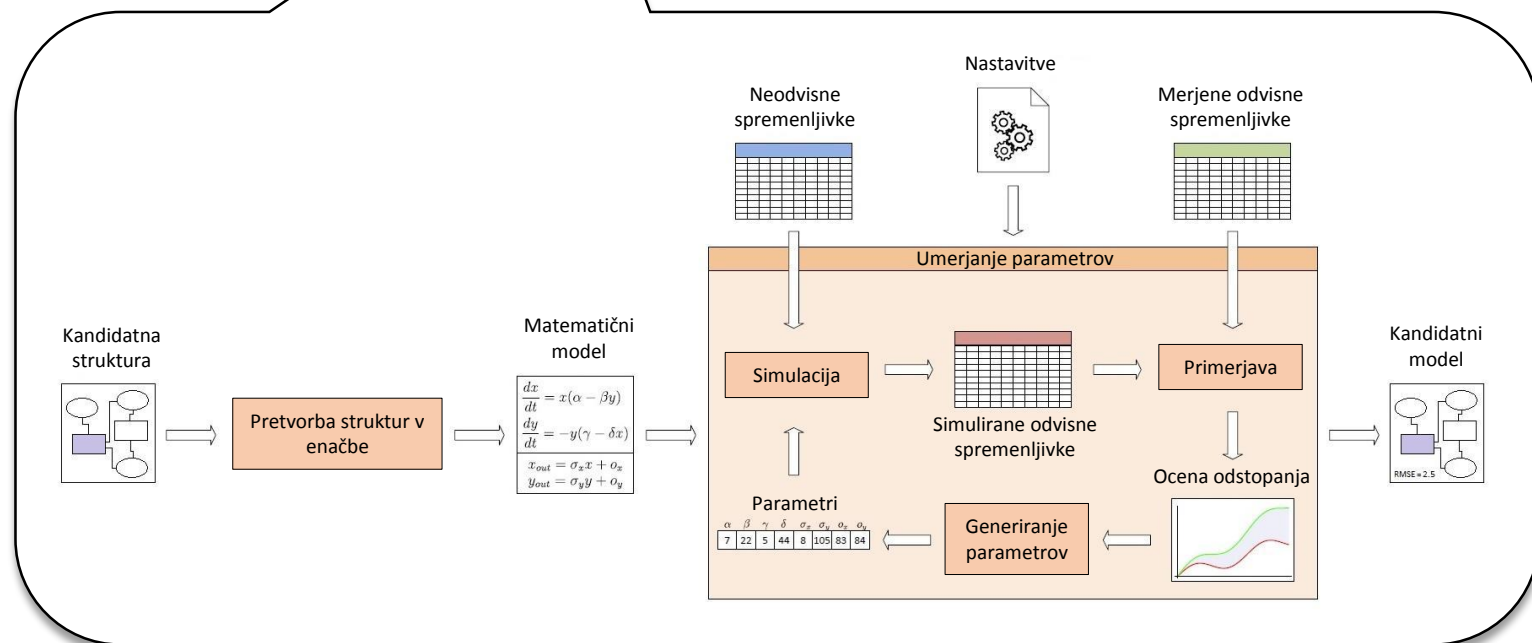 Nastavitve
Neodvisne
spremenljivke
Merjene odvisne
spremenljivke
Umerjanje parametrov
Kandidatna
struktura
Pretvorba struktur v
enačbe
Matematični
model
dx/dt = x(α − βy)
dy/dt = −y(γ − δx)
x_out = σ_x x + o_x
y_out = σ_y y + o_y
Simulacija
Simulirane odvisne
spremenljivke
Primerjava
Ocena odstopanja
Generiranje
parametrov
Parametri
α β γ δ σ_x σ_y o_x o_y
7 22 5 44 8 105 83 84
Kandidatni
model
RMSE = 2.5